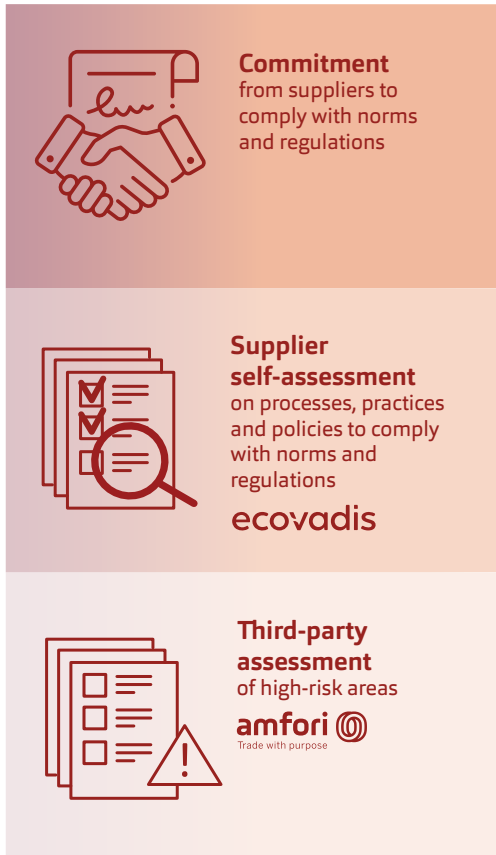 Commitment
from suppliers to
comply with norms
and regulations
Supplier
self-assessment
on processes, practices
and policies to comply
with norms and
regulations
ecovadis
Third-party
assessment
of high-risk areas
amfori
Trade with purpose